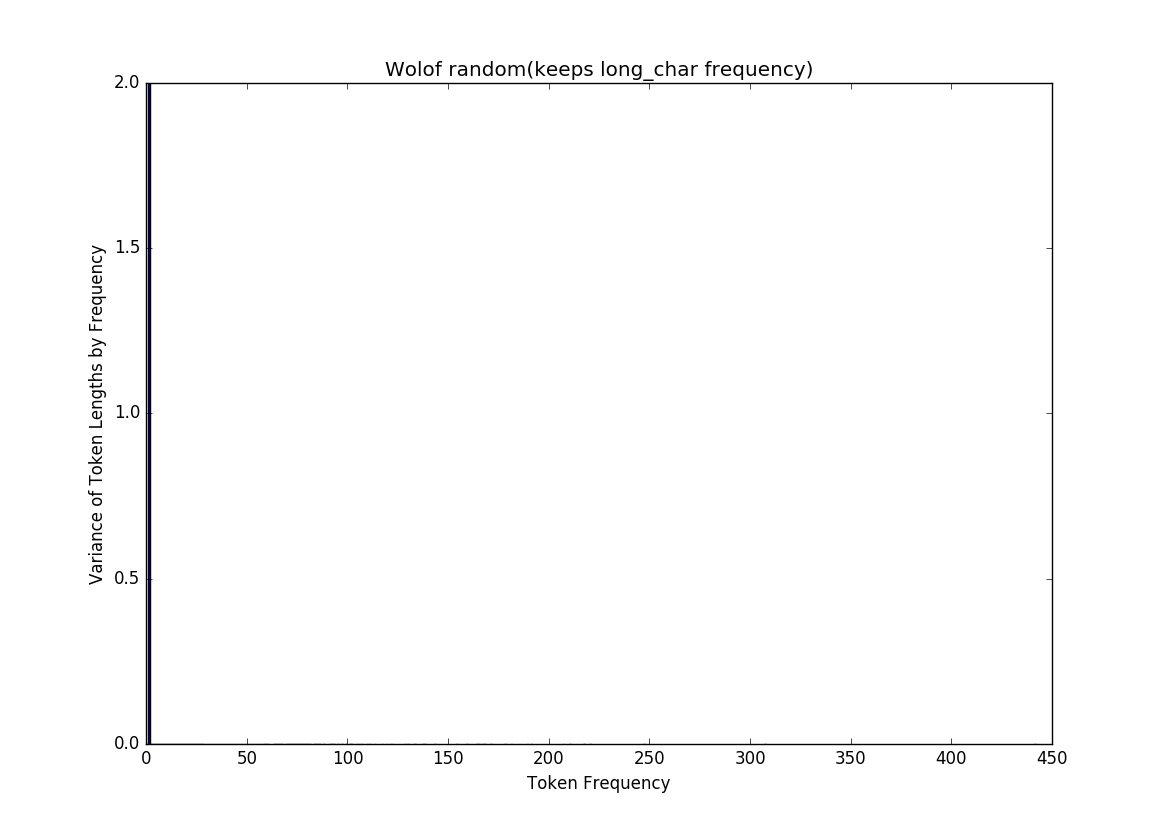 Wolof random(keeps long_char frequency)
2.0
1.5
1.0
0.5
0.0
Variance of Token Lengths by Frequency
0 50 100 150 200 250 300 350 400 450
Token Frequency